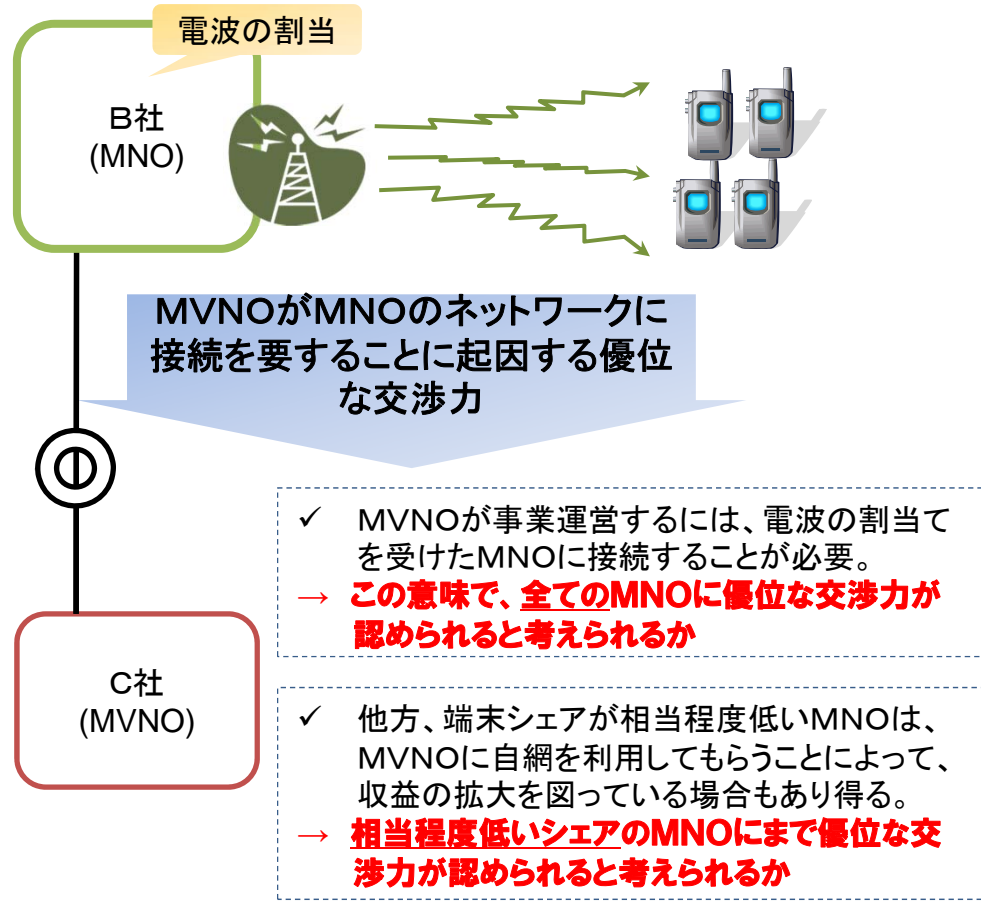 電波の割当
B社
(MNO)
MVNOがMNOのネットワークに
接続を要することに起因する優位
な交渉力
✓ MVNOが事業運営するには、電波の割当て
を受けたMNOに接続することが必要。
→ この意味で、全てのMNOに優位な交渉力が
認められると考えられるか
C社
(MVNO)
✓ 他方、端末シェアが相当程度低いMNOは、
MVNOに自網を利用してもらうことによって、
収益の拡大を図っている場合もあり得る。
→ 相当程度低いシェアのMNOにまで優位な交
渉力が認められると考えられるか